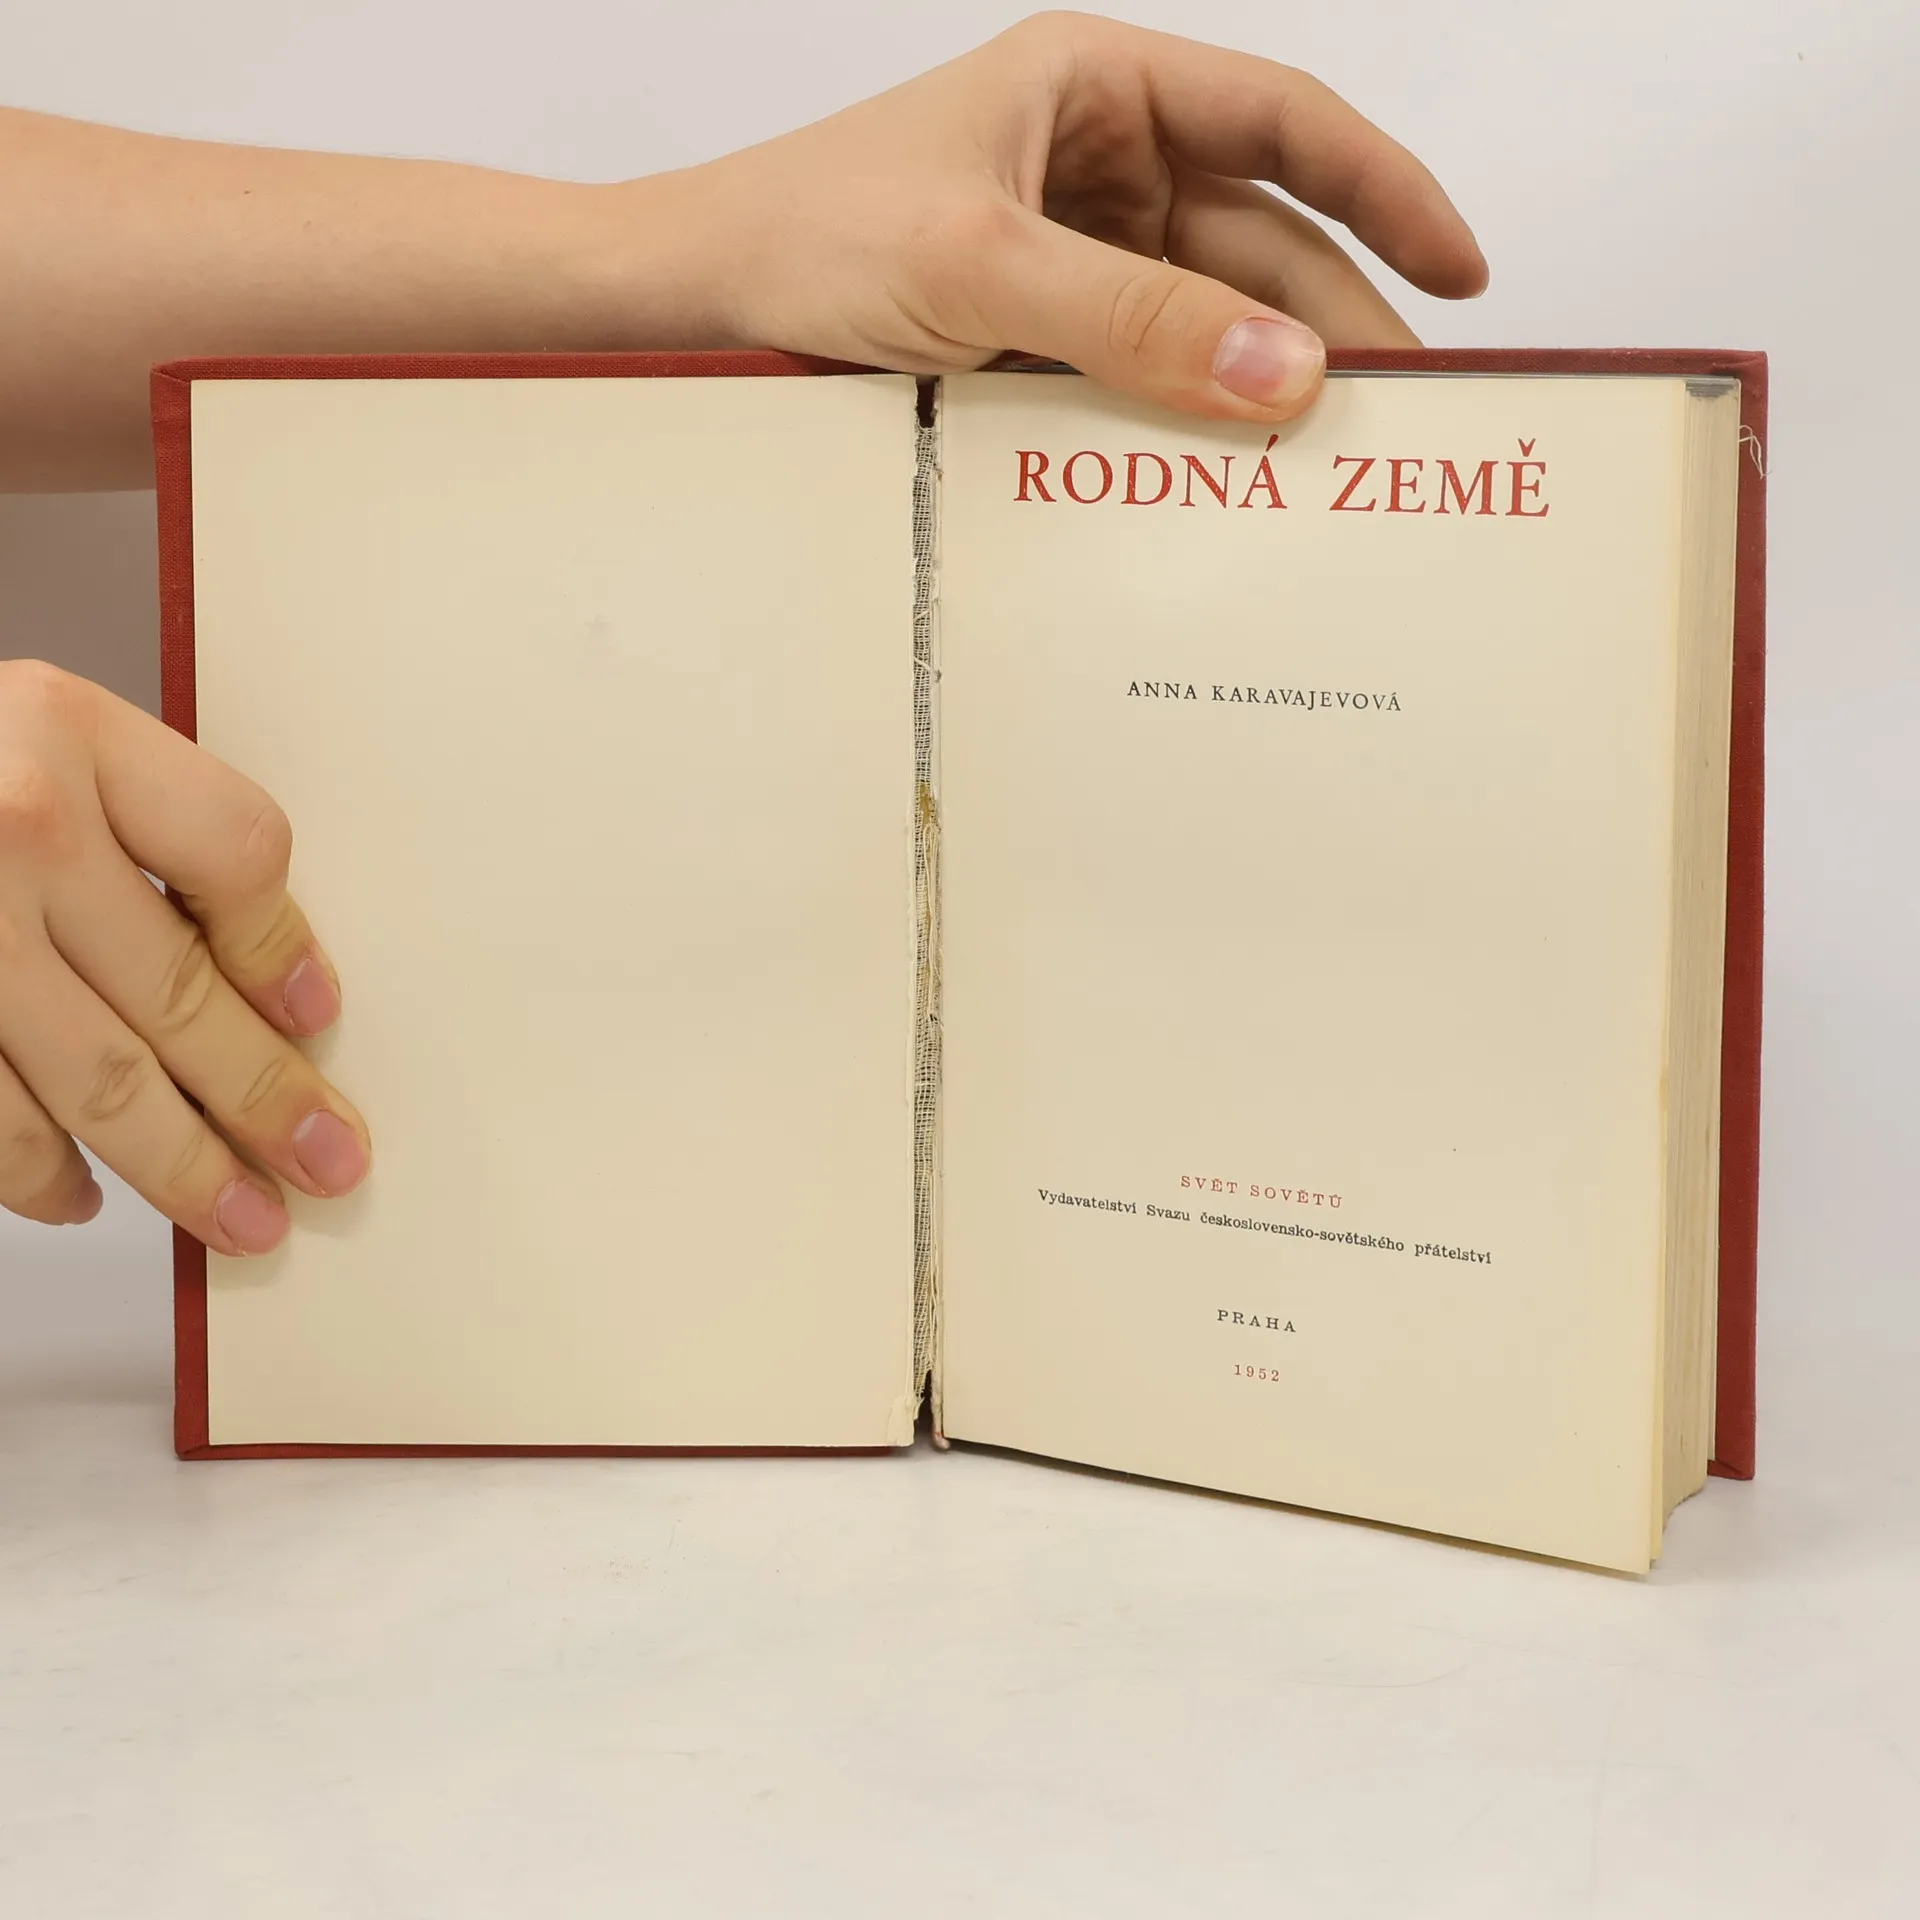 RODNÁ ZEMĚ
ANNA KARAVAJEVOVÁ
SVĚT SOVĚTŮ
Vydavatelství Svazu československo-sovětského přátelství
PRAHA
1952